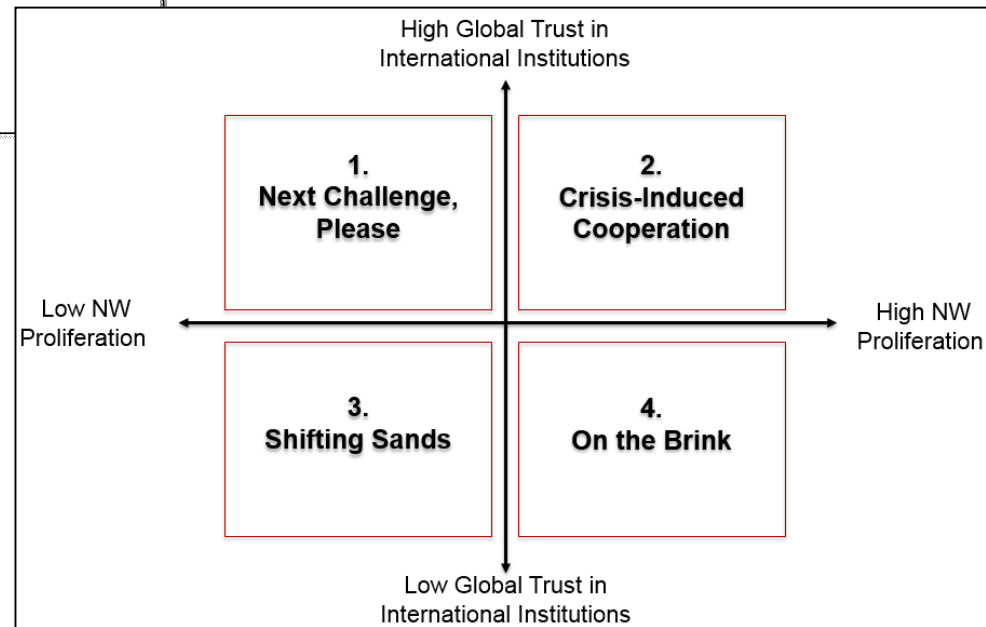 High Global Trust in
International Institutions
1.
Next Challenge,
Please
2.
Crisis-Induced
Cooperation
Low NW
Proliferation
High NW
Proliferation
3.
Shifting Sands
4.
On the Brink
Low Global Trust in
International Institutions